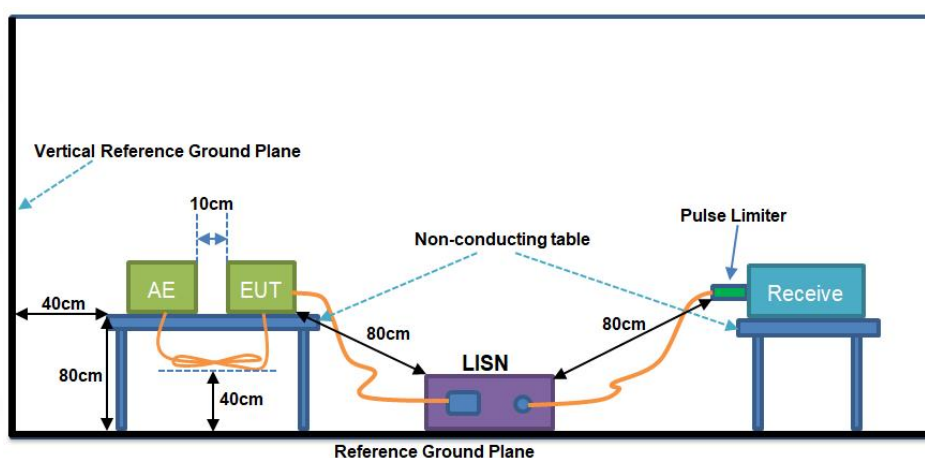 Vertical Reference Ground Plane
10cm
Pulse Limiter
Non-conducting table
AE
EUT
Receive
40cm
80cm
80cm
LISN
80cm
40cm
Reference Ground Plane